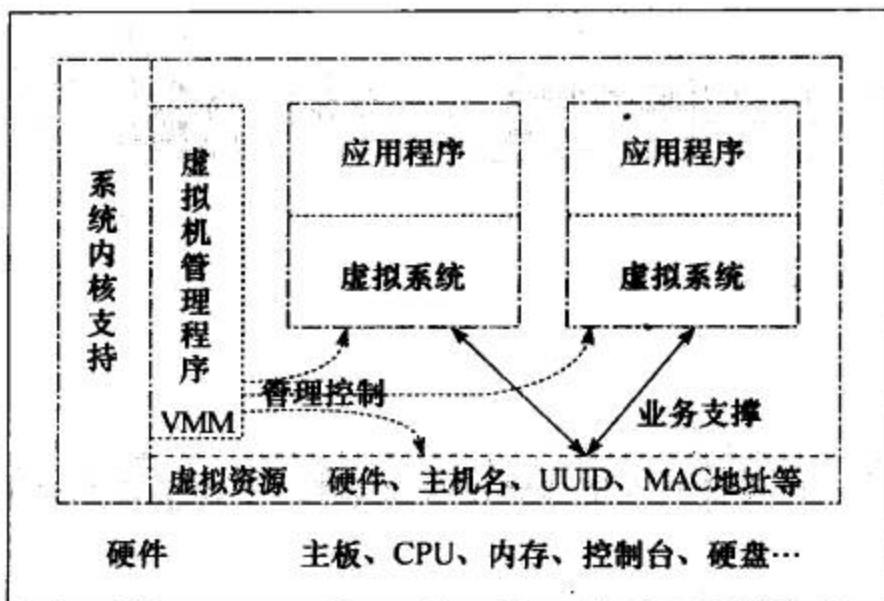 系统内核支持
虚拟机管理程序
VMM
应用程序
虚拟系统
应用程序
虚拟系统
管理控制
业务支撑
虚拟资源 硬件、主机名、UUID、MAC地址等
硬件 主板、CPU、内存、控制台、硬盘…